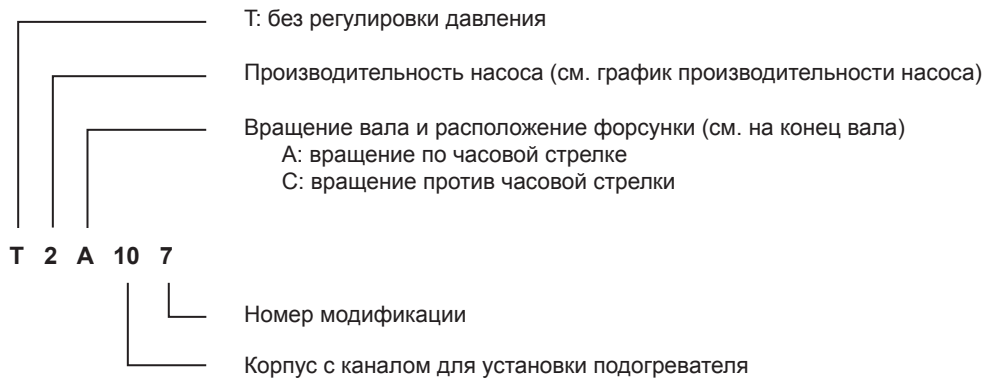 Т: без регулировки давления
Производительность насоса (см. график производительности насоса)
Вращение вала и расположение форсунки (см. на конец вала)
А: вращение по часовой стрелке
С: вращение против часовой стрелки
T 2 A 10 7
Номер модификации
Корпус с каналом для установки подогревателя